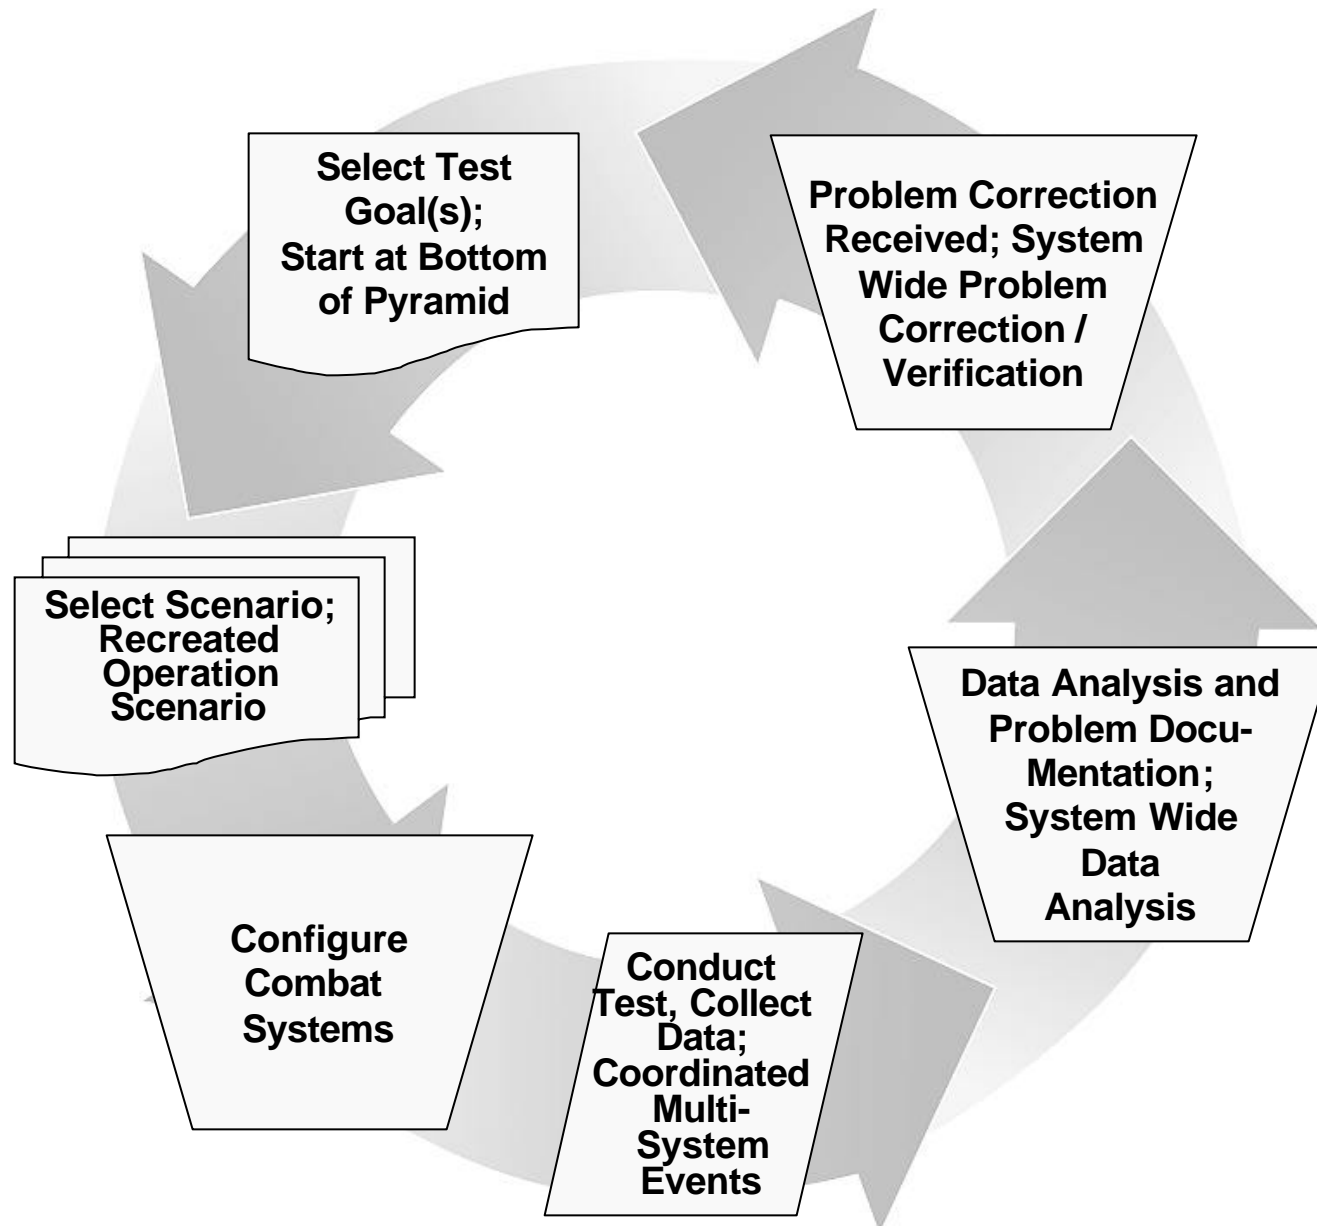 Select Test
Goal(s);
Start at Bottom
of Pyramid
Problem Correction
Received; System
Wide Problem
Correction /
Verification
Select Scenario;
Recreated
Operation
Scenario
Data Analysis and
Problem Docu-
Mentation;
System Wide
Data
Analysis
Configure
Combat
Systems
Conduct
Test, Collect
Data;
Coordinated
Multi-
System
Events